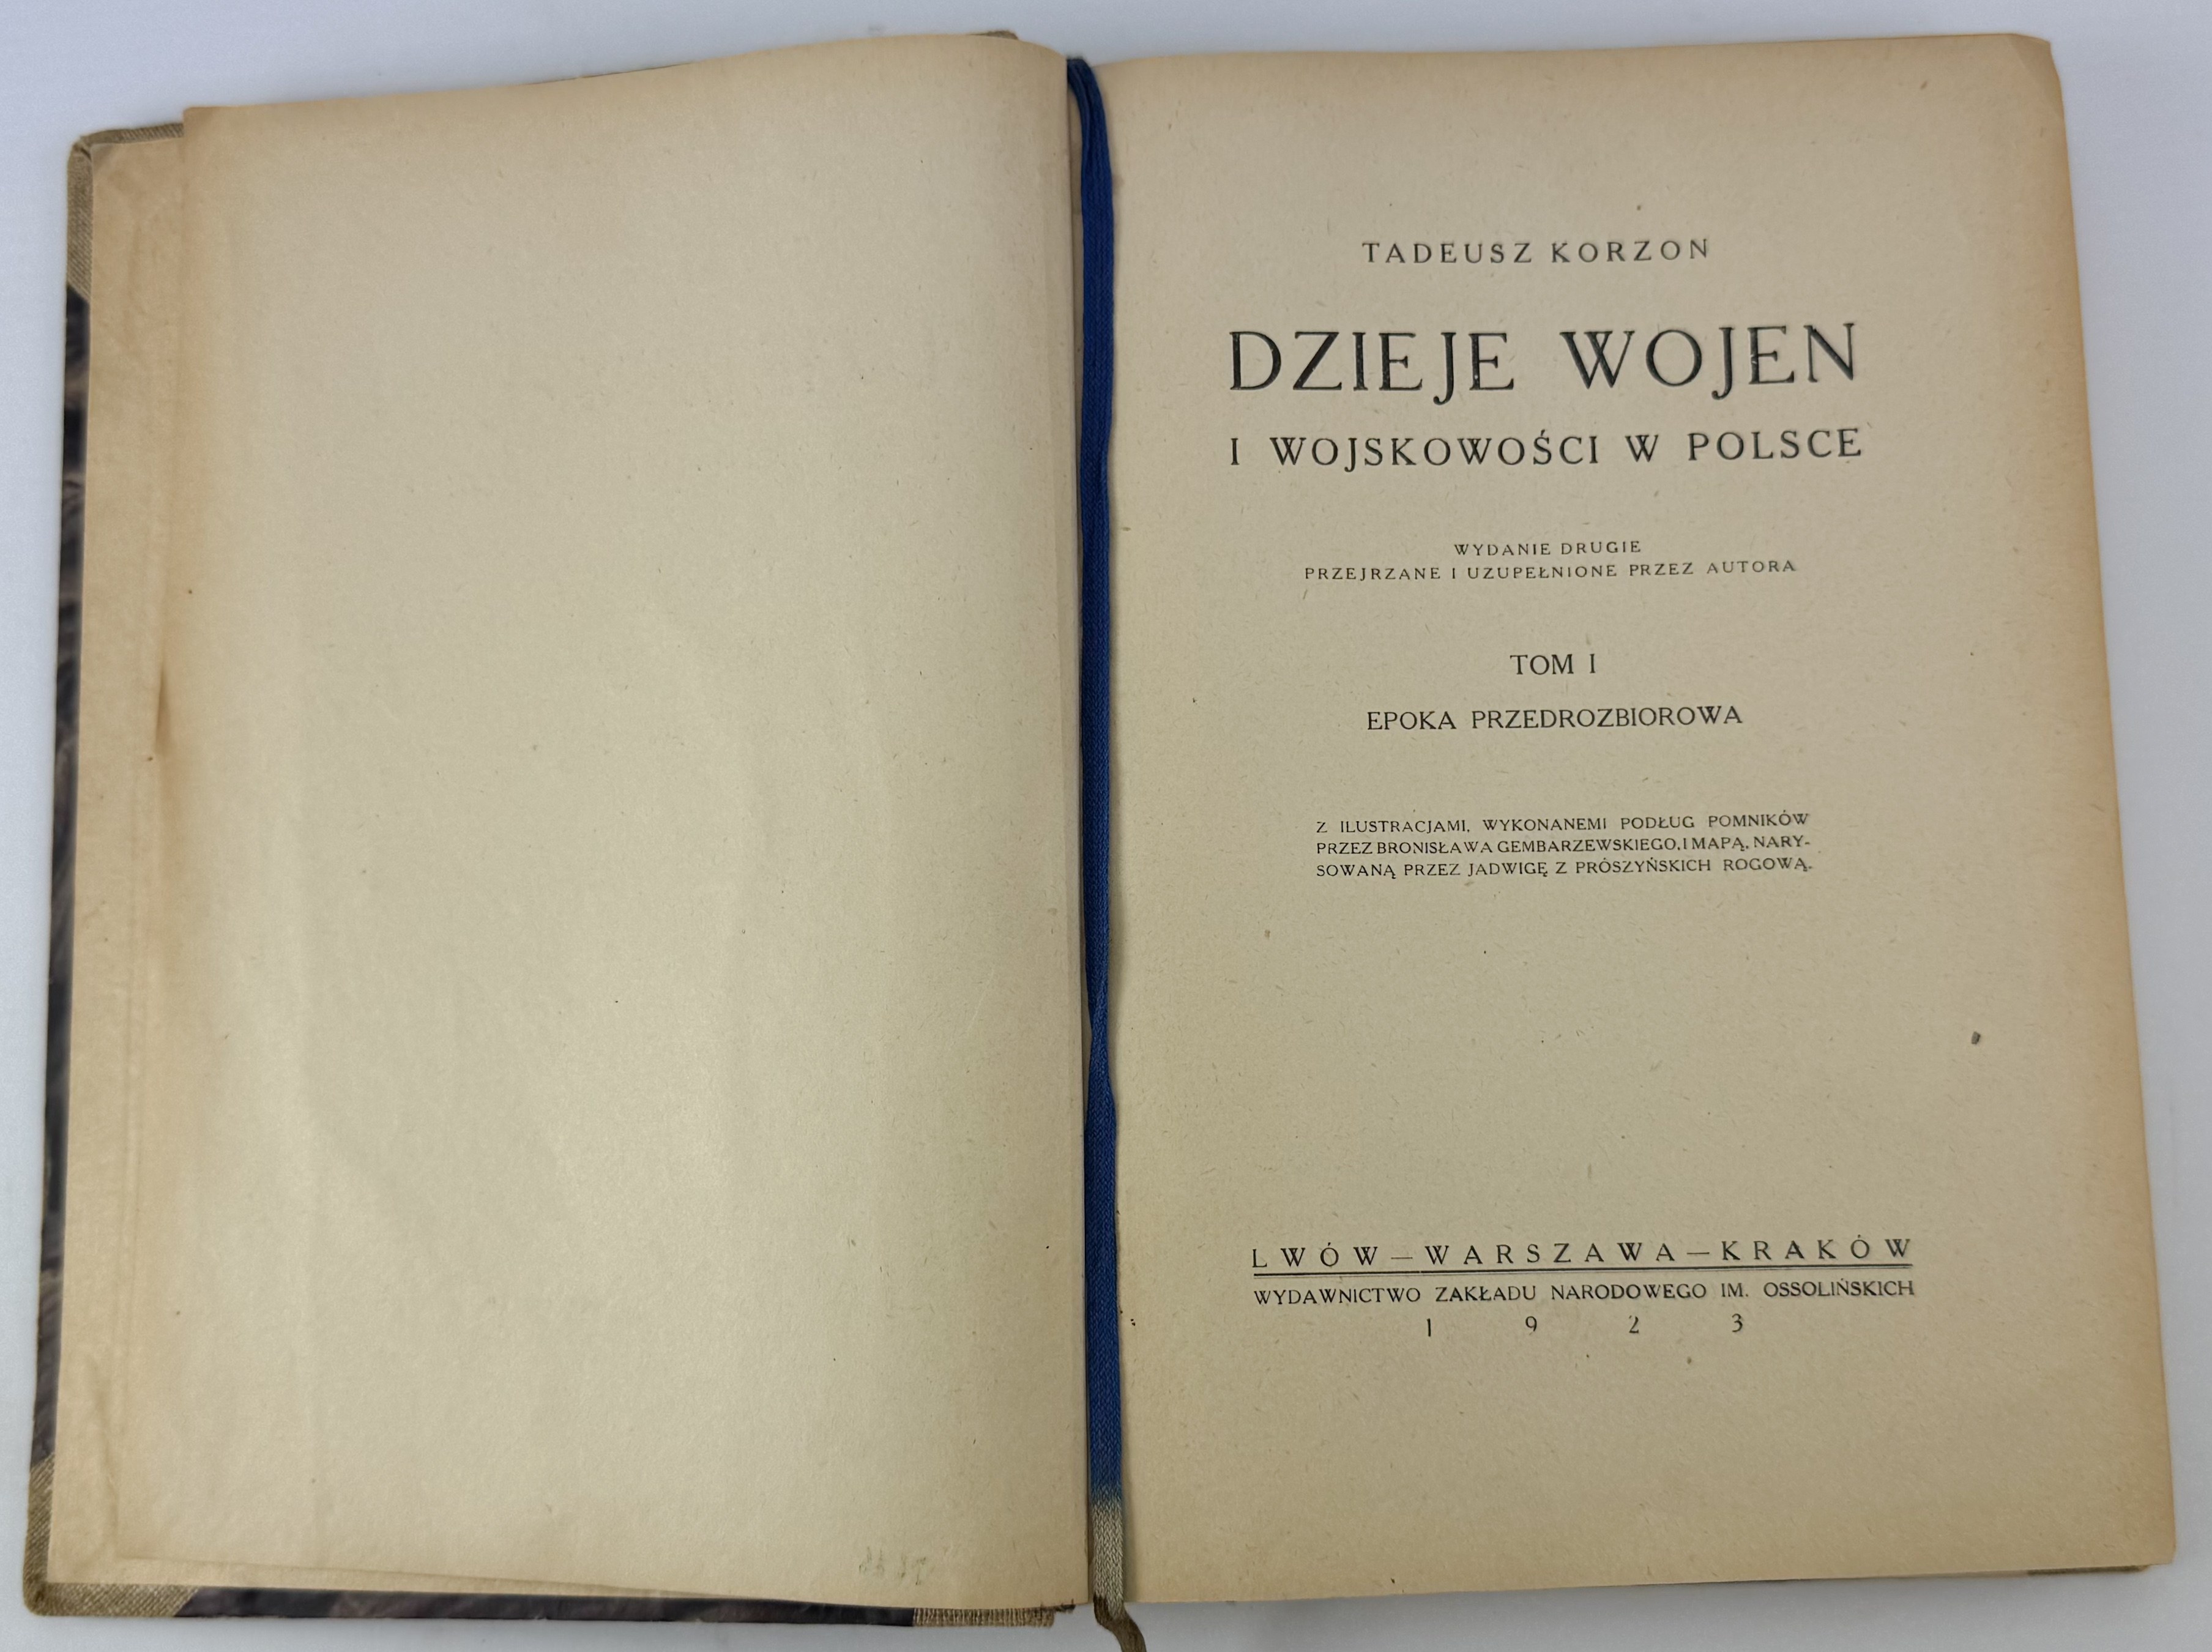 TADEUSZ KORZON
DZIEJE WOJEN
I WOJSKOWOŚCI W POLSCE
WYDANIE DRUGIE
PRZEJRZANE I UZUPEŁNIONE PRZEZ AUTORA
TOM I
EPOKA PRZEDROZBIOROWA
Z ILUSTRACJAMI, WYKONANEMI PODŁUG POMNIKÓW
PRZEZ BRONISŁAWA GEMBARZEWSKIEGO, I MAPĄ, NARY-
SOWANĄ PRZEZ JADWIGĘ Z PRÓSZYŃSKICH ROGOWĄ.
LWÓW—WARSZAWA—KRAKÓW
WYDAWNICTWO ZAKŁADU NARODOWEGO IM. OSSOLIŃSKICH
1 9 2 3